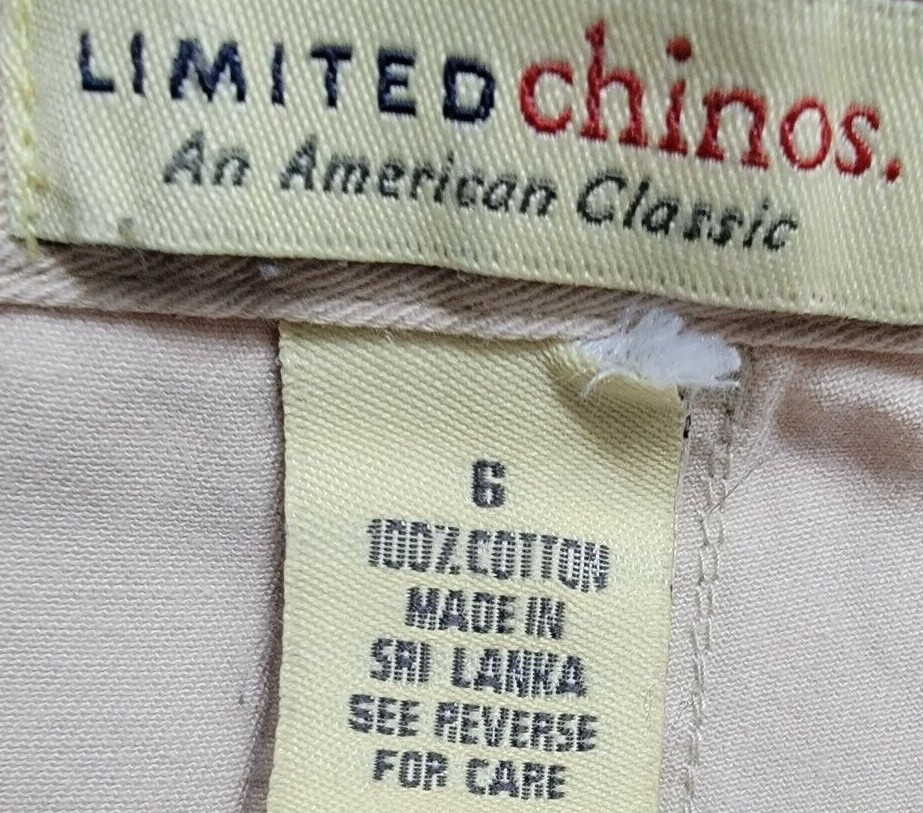 LIMITED chinos.
An American Classic
6
100% COTTON
MADE IN
SRI LANKA
SEE REVERSE
FOR CARE